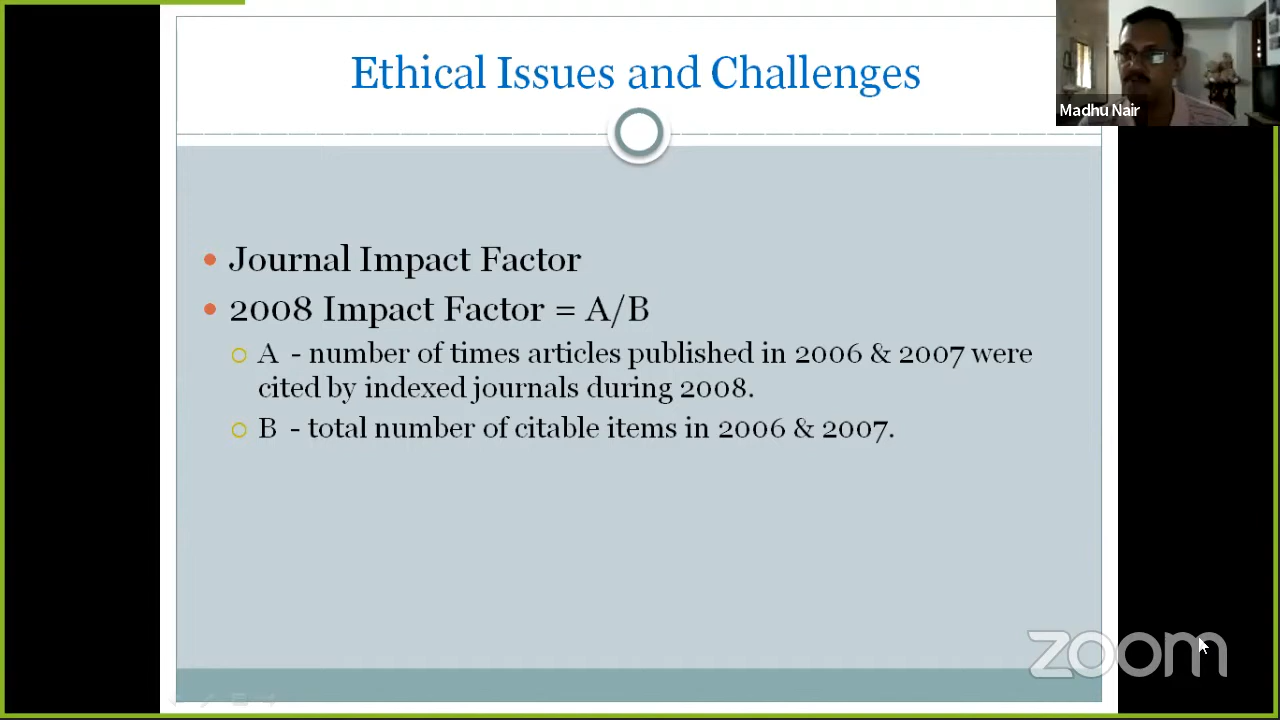 Ethical Issues and Challenges
Madhu Nair
Journal Impact Factor
2008 Impact Factor = A/B
A - number of times articles published in 2006 & 2007 were
cited by indexed journals during 2008.
B - total number of citable items in 2006 & 2007.
zoom